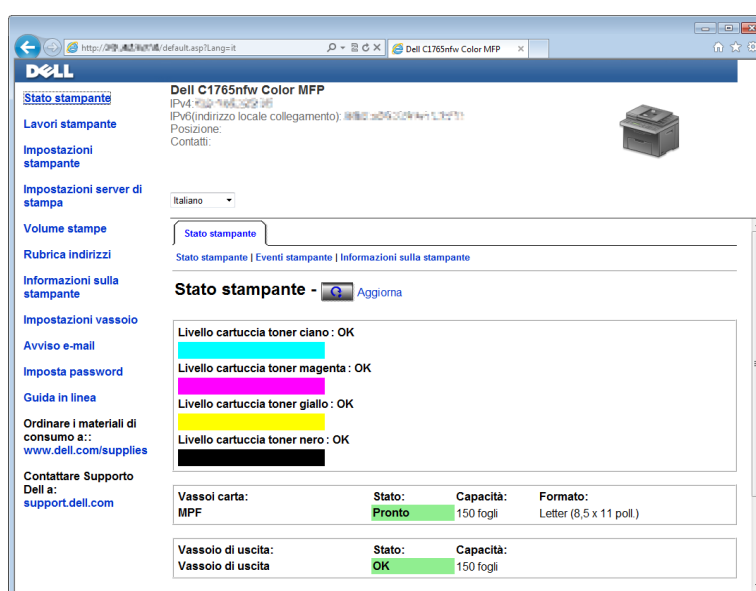 http://
/default.asp?Lang=it
Dell C1765nfw Color MFP
DELL
Stato stampante
Lavori stampante
Impostazioni
stampante
Impostazioni server di
stampa
Volume stampe
Rubrica indirizzi
Informazioni sulla
stampante
Impostazioni vassoio
Avviso e-mail
Imposta password
Guida in linea
Ordinare i materiali di
consumo a::
www.dell.com/supplies
Contattare Supporto
Dell a:
support.dell.com
Dell C1765nfw Color MFP
IPv4:
IPv6(indirizzo locale collegamento):
Posizione:
Contatti:
Italiano
Stato stampante
Stato stampante | Eventi stampante | Informazioni sulla stampante
Stato stampante - Aggiorna
Livello cartuccia toner ciano : OK
Livello cartuccia toner magenta : OK
Livello cartuccia toner giallo : OK
Livello cartuccia toner nero : OK
Vassoi carta: Stato: Capacità: Formato:
MPF Pronto 150 fogli Letter (8,5 x 11 poll.)
Vassoio di uscita: Stato: Capacità:
Vassoio di uscita OK 150 fogli